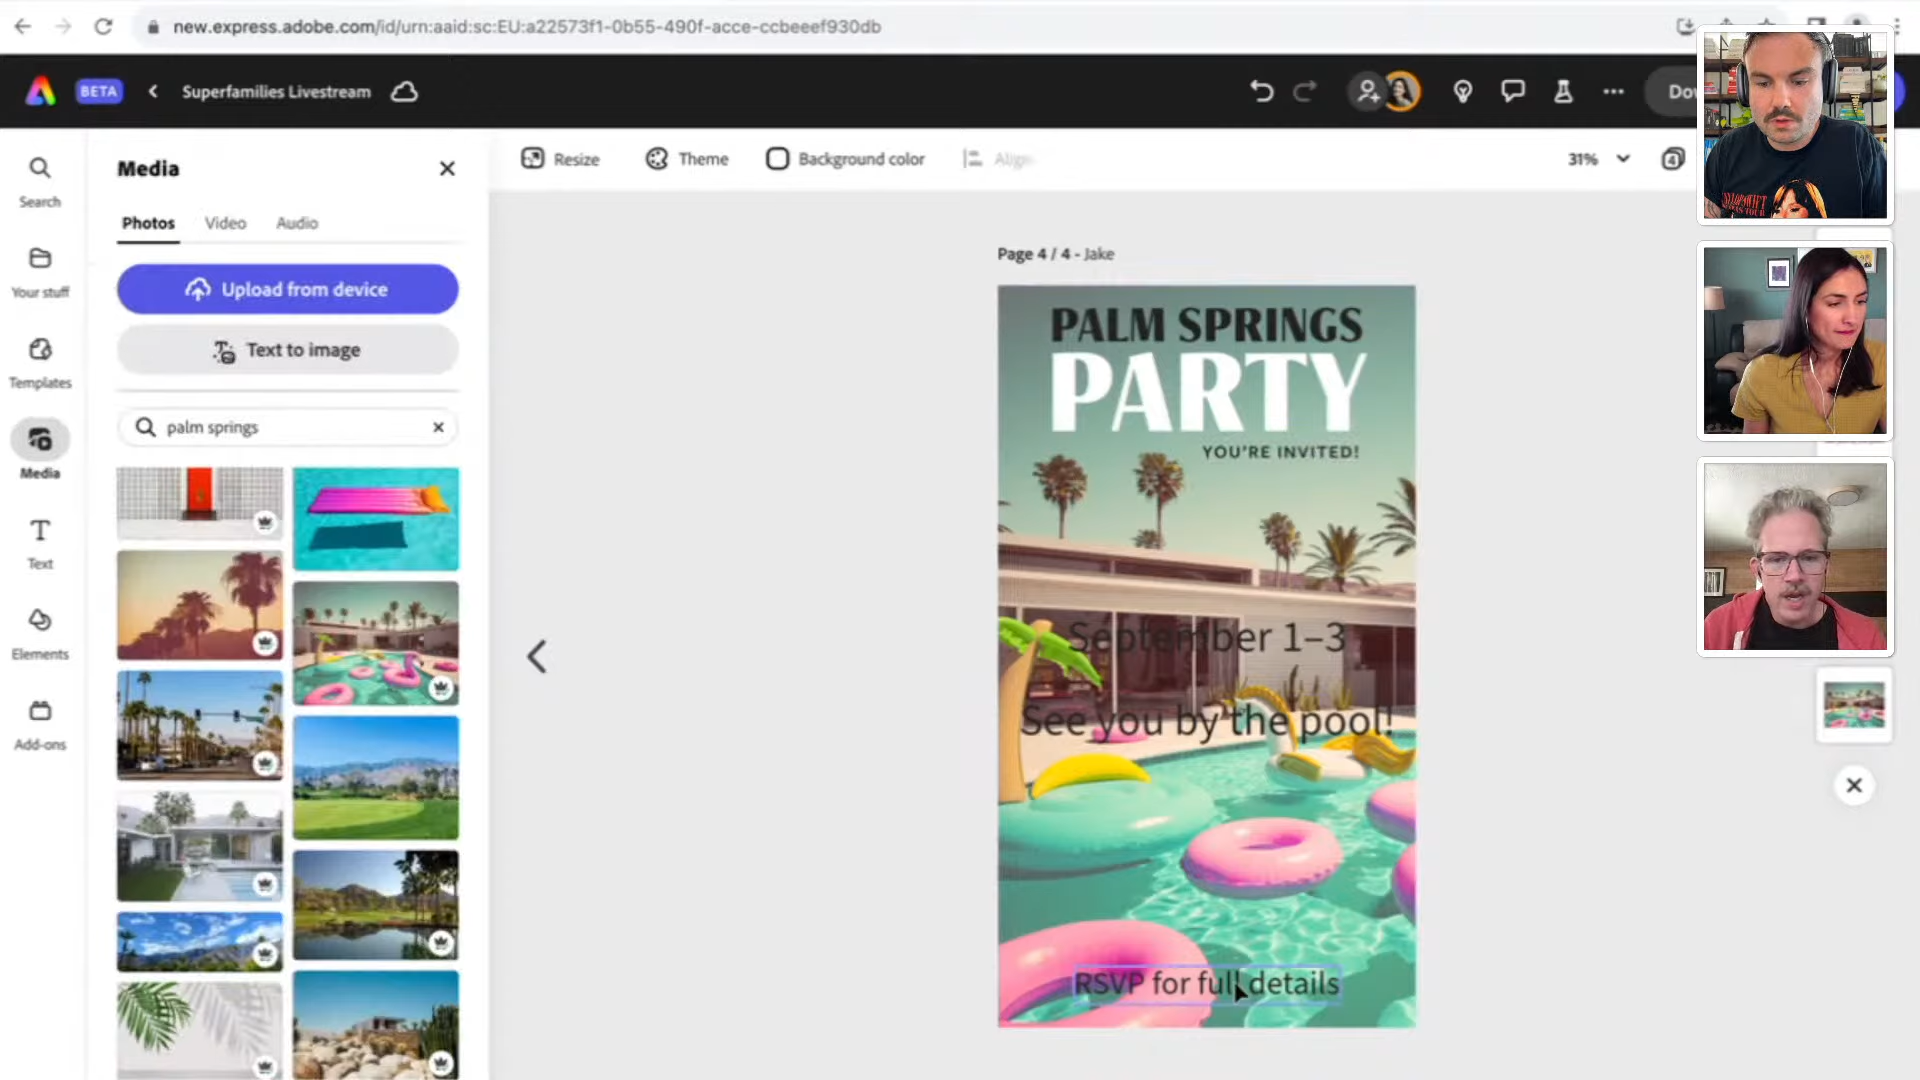 new.express.adobe.com/id/urn:aaid:sc:EU:a22573f1-0b55-490f-acce-ccbeeef930db
BETA
Superfamilies Livestream
Search
Your stuff
Templates
Media
Text
Elements
Add-ons
Media
Photos Video Audio
Upload from device
Text to image
palm springs
Resize
Theme
Background color
31%
4
Page 4 / 4 - Jake
PALM SPRINGS
PARTY
YOU'RE INVITED!
September 1–3
See you by the pool!
RSVP for full details